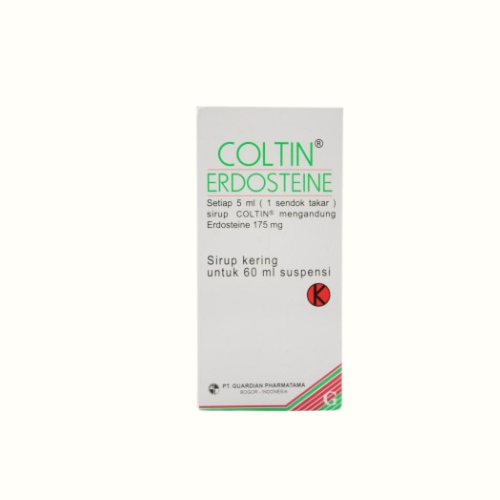 COLTIN®
ERDOSTEINE
Setiap 5 ml ( 1 sendok takar )
sirup COLTIN® mengandung
Erdosteine 175 mg
Sirup kering
untuk 60 ml suspensi
K
PT. GUARDIAN PHARMATAMA
BOGOR - INDONESIA